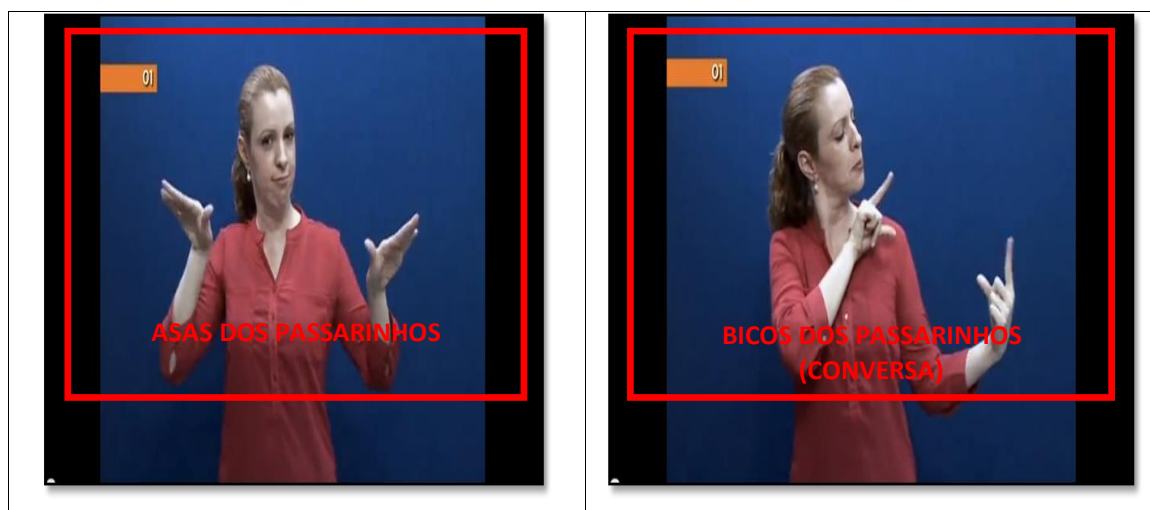 01
ASAS DOS PASSARINHOS
01
BICOS DOS PASSARINHOS
(CONVERSA)